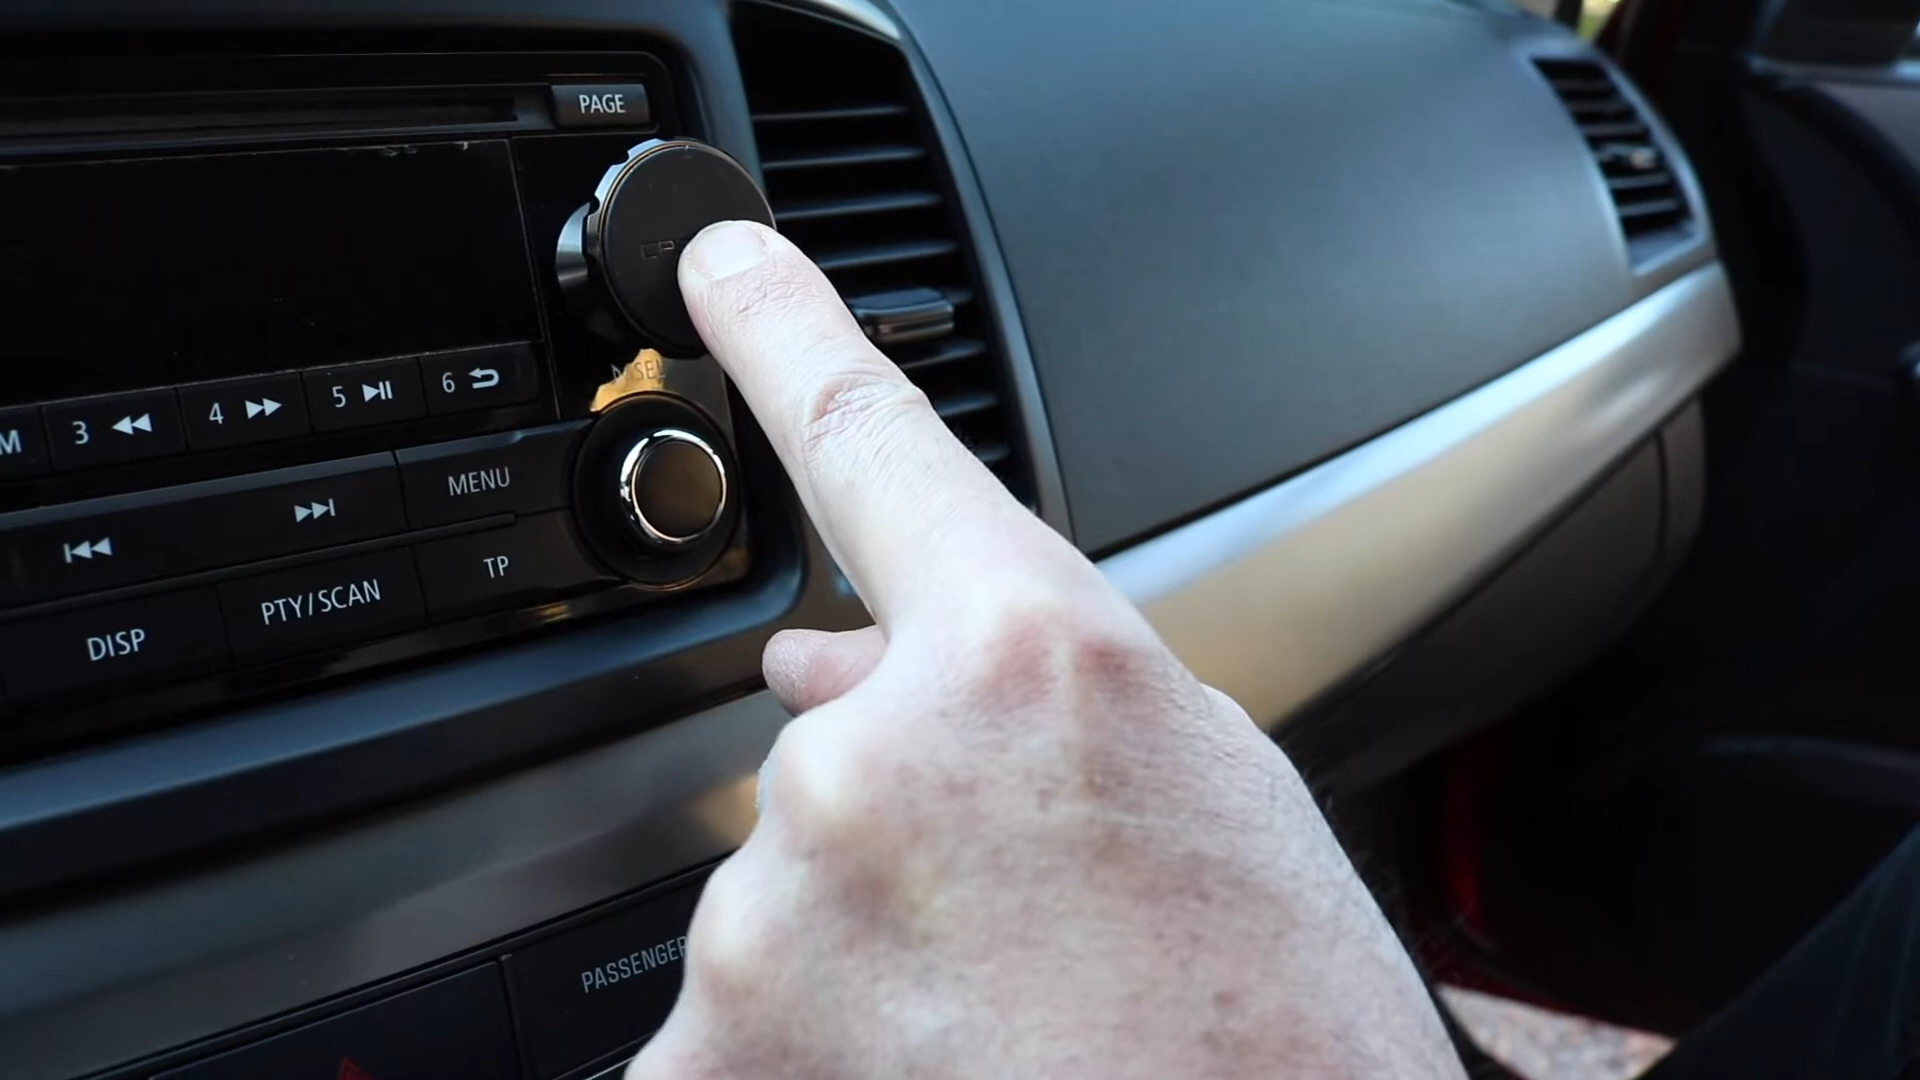 PAGE
M 3 4 5 6
MENU
TP
PTY/SCAN
DISP
PASSENGER